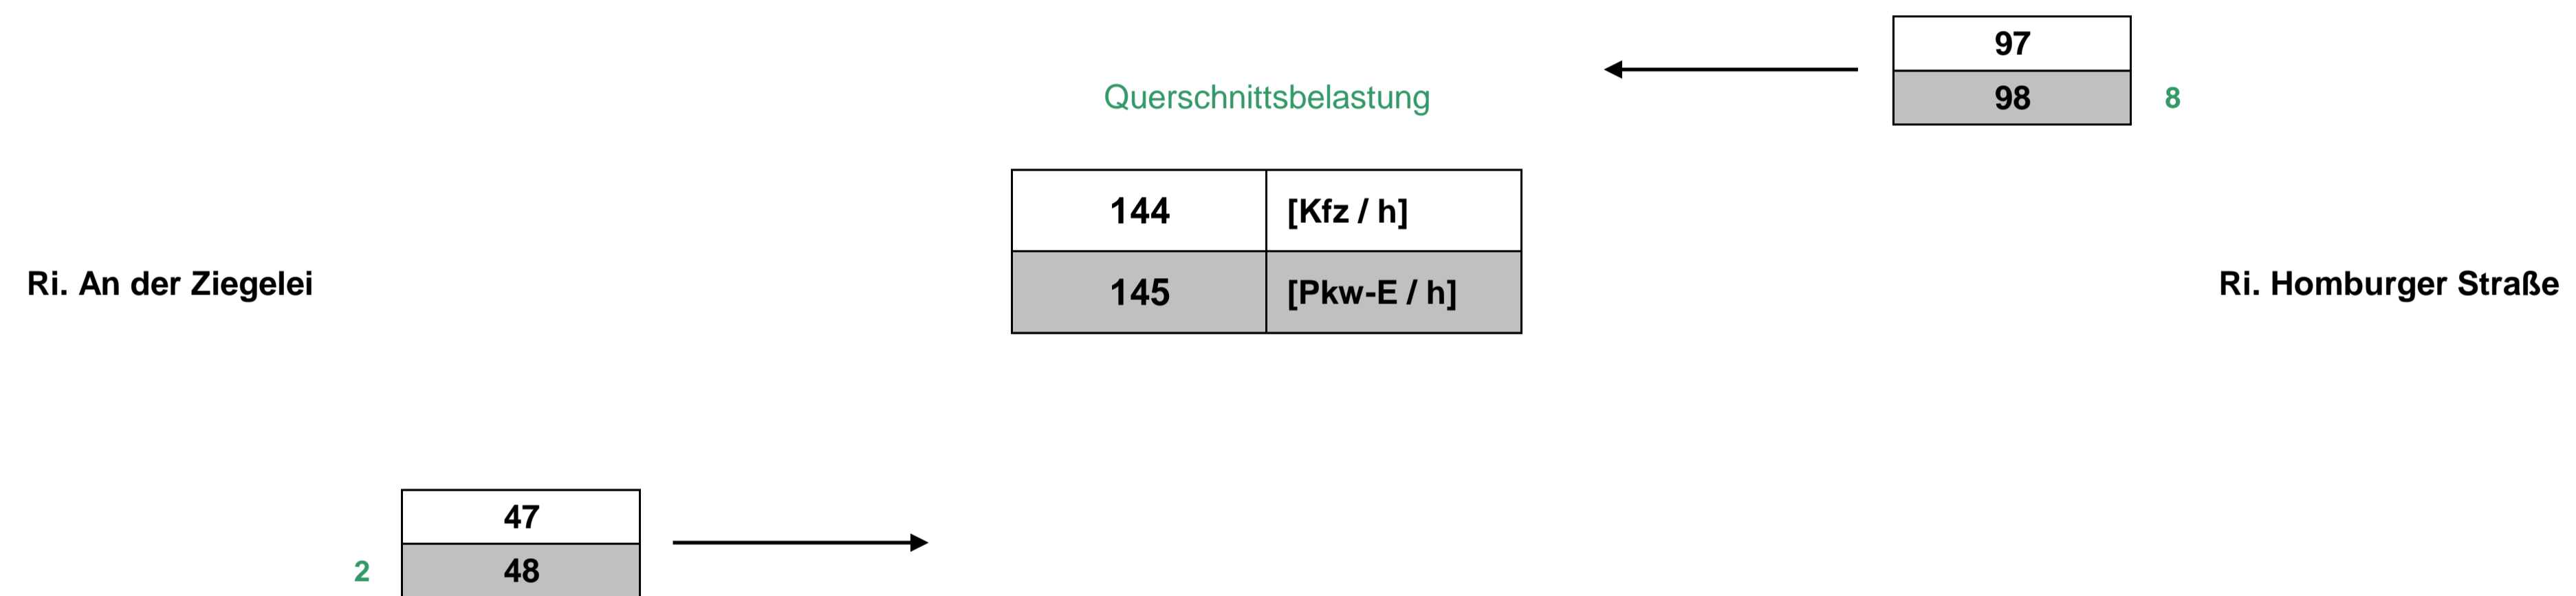 97
98 8
Querschnittsbelastung
144 [Kfz / h]
145 [Pkw-E / h]
Ri. An der Ziegelei
Ri. Homburger Straße
47
2 48